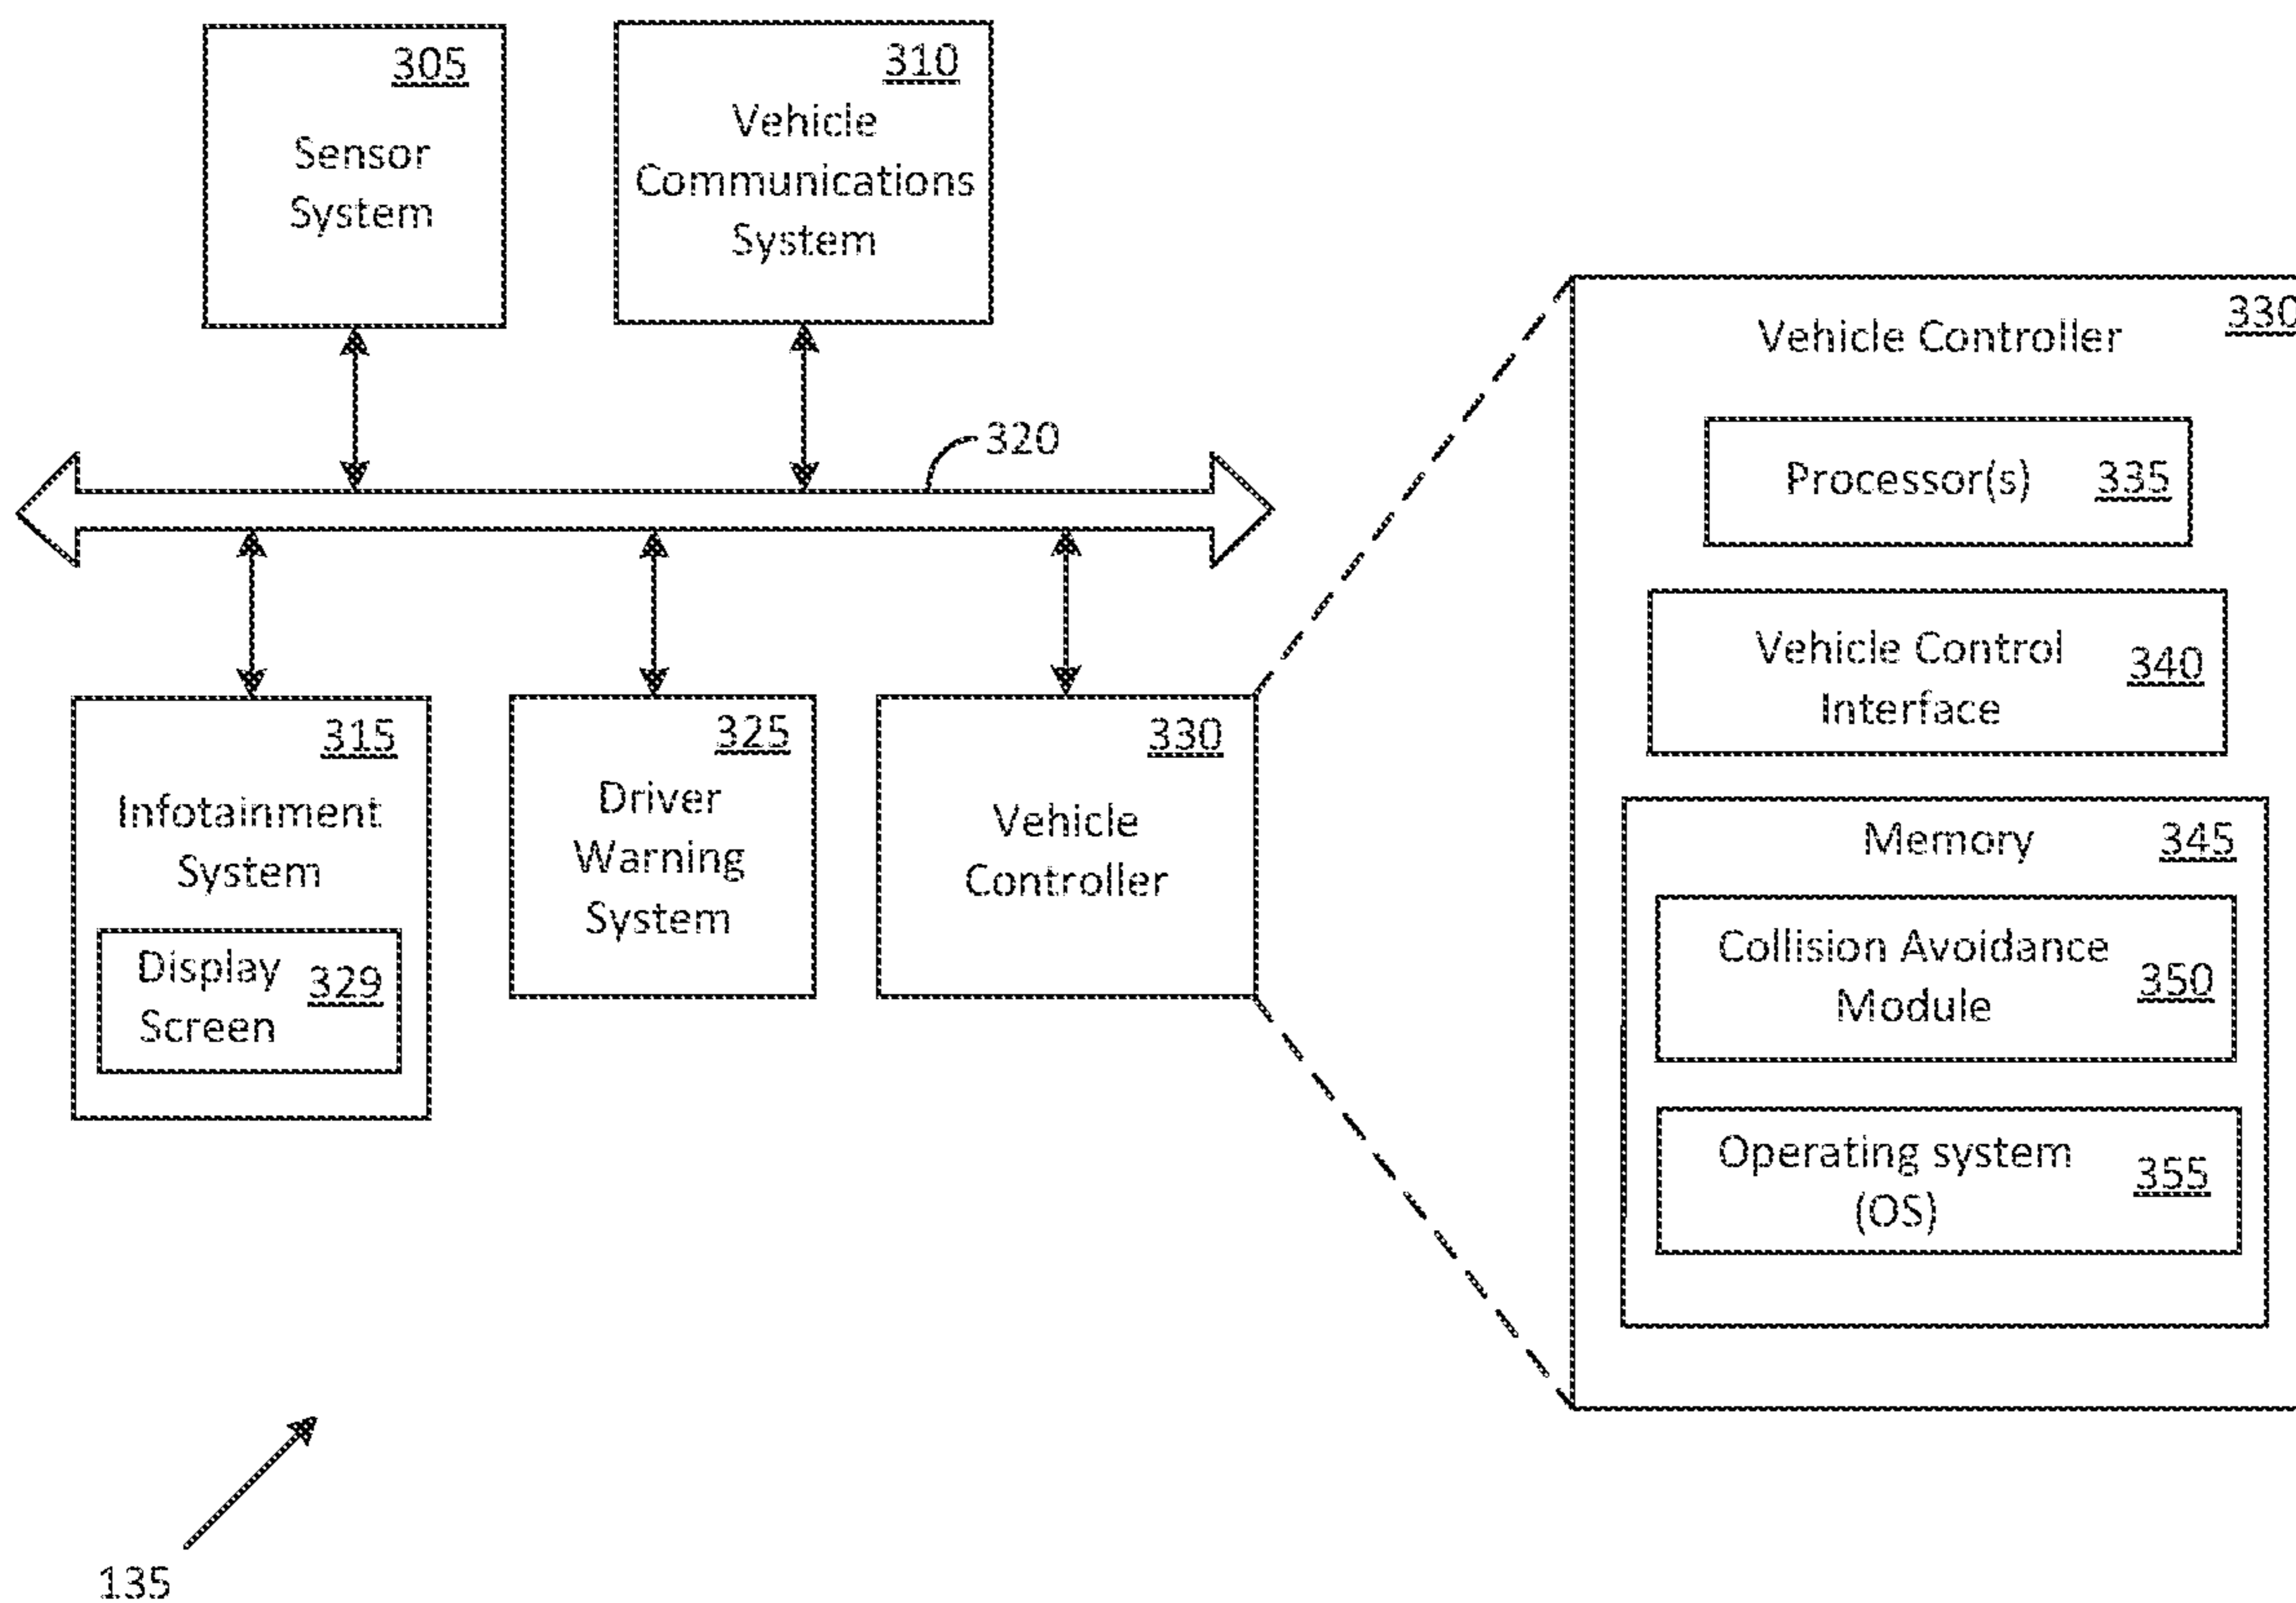 305
Sensor
System
310
Vehicle
Communications
System
320
315
Infotainment
System
Display
Screen
329
325
Driver
Warning
System
330
Vehicle
Controller
330
Vehicle Controller
Processor(s) 335
Vehicle Control
Interface
340
Memory 345
Collision Avoidance
Module
350
Operating system
(OS)
355
135